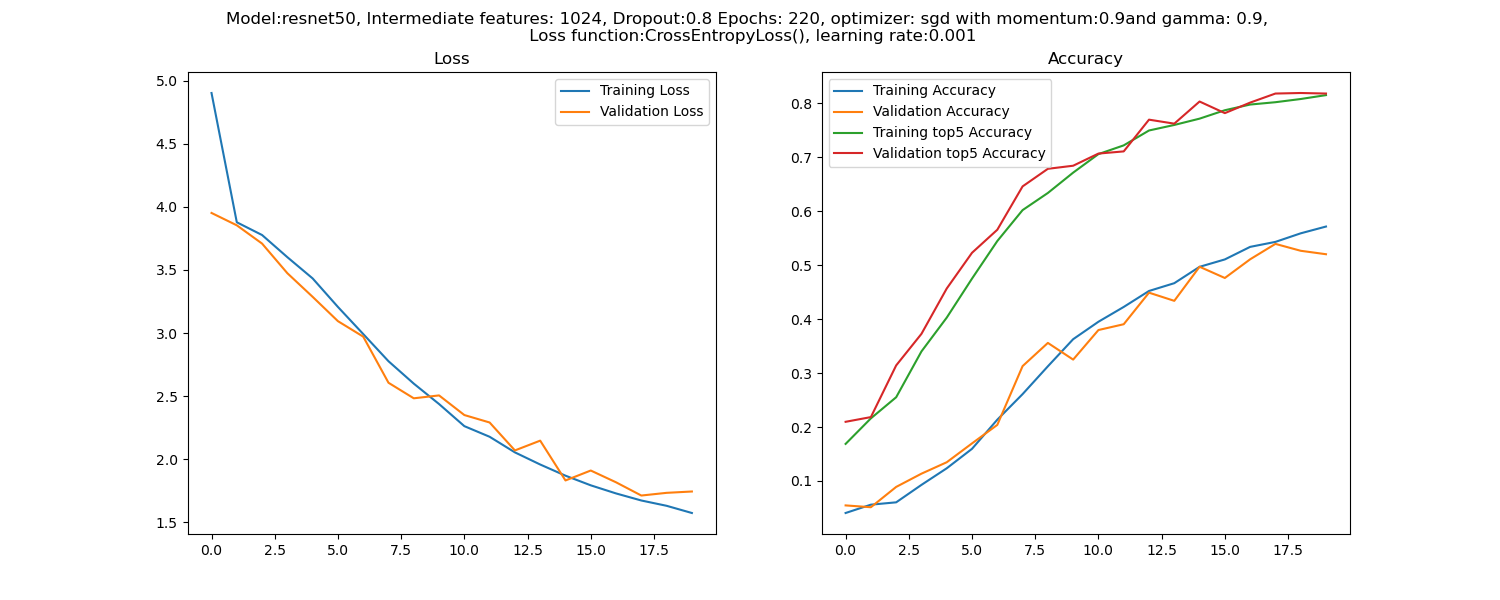 Model:resnet50, Intermediate features: 1024, Dropout:0.8 Epochs: 220, optimizer: sgd with momentum:0.9and gamma: 0.9,
Loss function:CrossEntropyLoss(), learning rate:0.001
Loss
Training Loss
Validation Loss
5.0
4.5
4.0
3.5
3.0
2.5
2.0
1.5
0.0 2.5 5.0 7.5 10.0 12.5 15.0 17.5
Accuracy
Training Accuracy
Validation Accuracy
Training top5 Accuracy
Validation top5 Accuracy
0.8
0.7
0.6
0.5
0.4
0.3
0.2
0.1
0.0 2.5 5.0 7.5 10.0 12.5 15.0 17.5